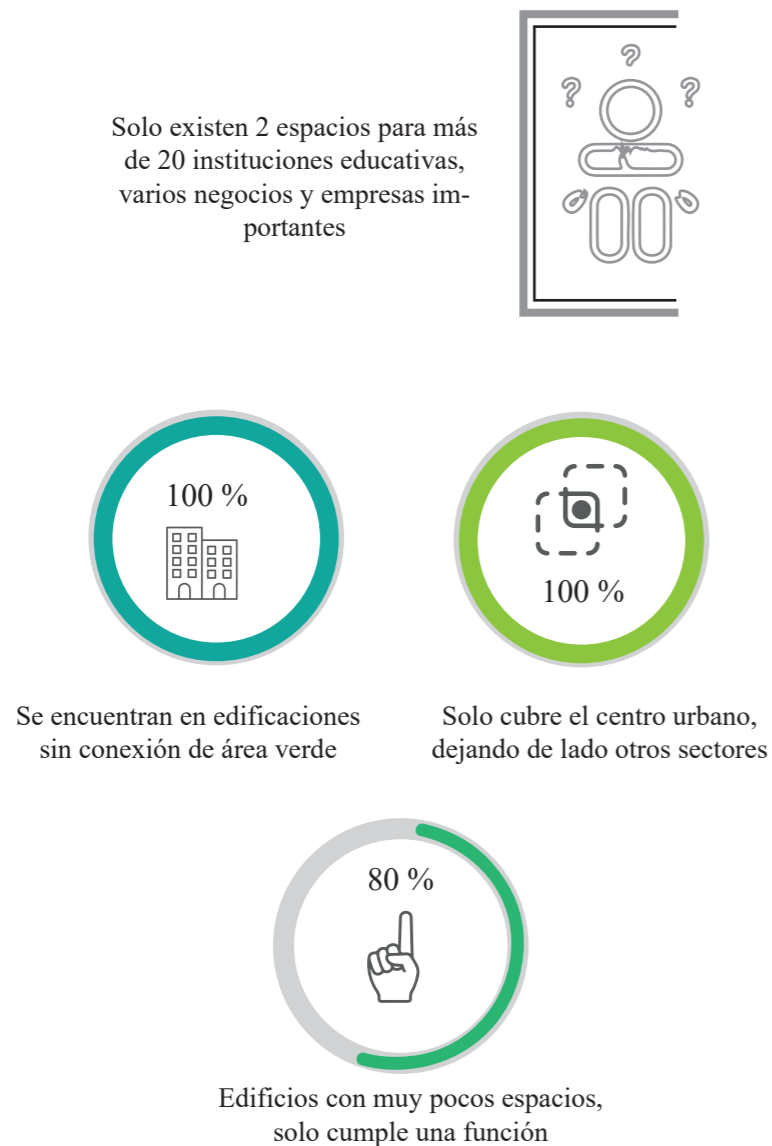 Solo existen 2 espacios para más
de 20 instituciones educativas,
varios negocios y empresas im-
portantes
? ? ?
100 %
100 %
Se encuentran en edificaciones
sin conexión de área verde
Solo cubre el centro urbano,
dejando de lado otros sectores
80 %
Edificios con muy pocos espacios,
solo cumple una función